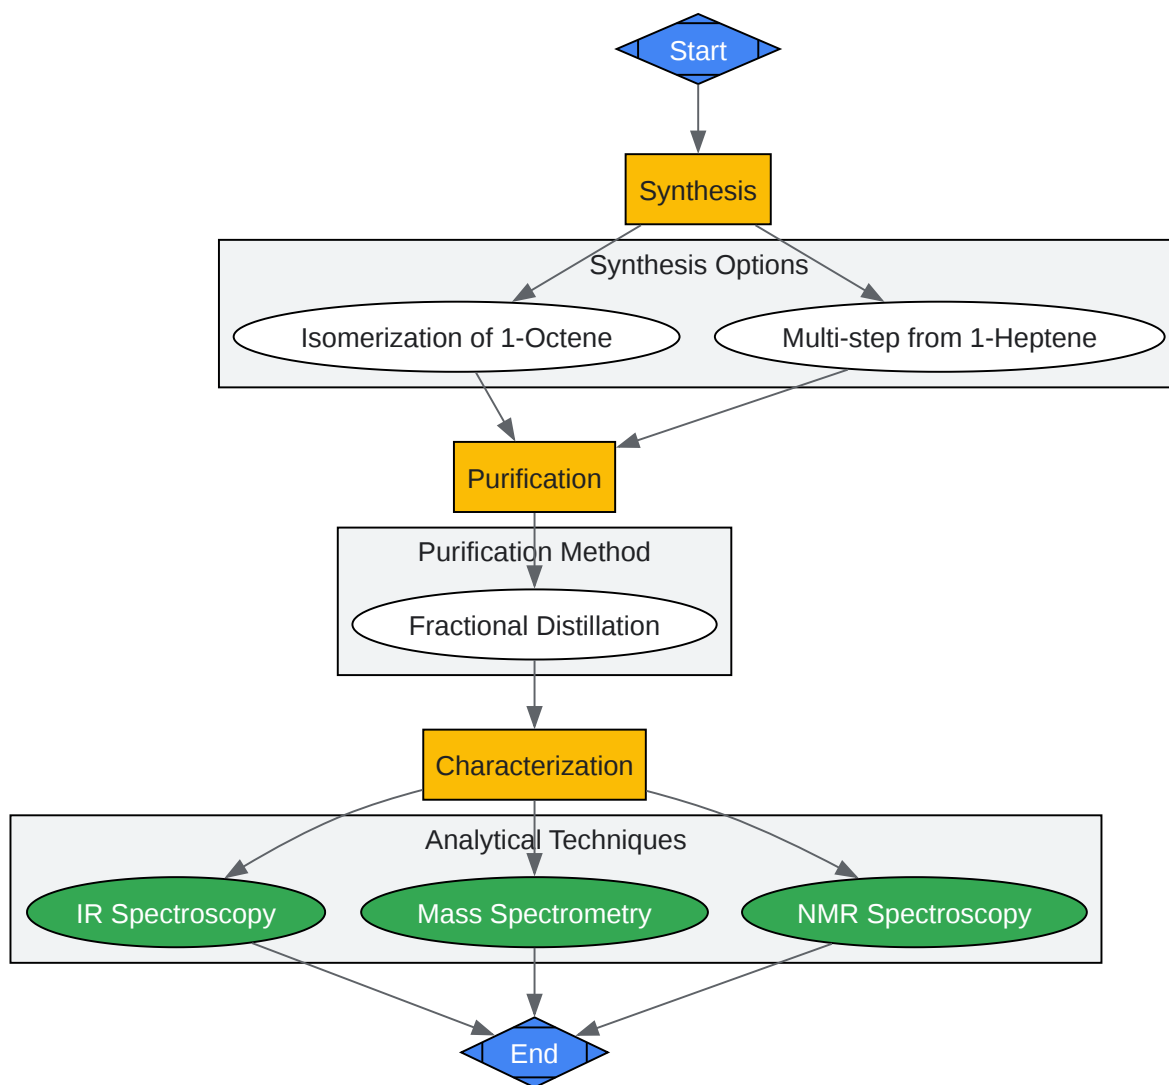 Start
Synthesis
Synthesis Options
Isomerization of 1-Octene
Multi-step from 1-Heptene
Purification
Purification Method
Fractional Distillation
Characterization
Analytical Techniques
IR Spectroscopy
Mass Spectrometry
NMR Spectroscopy
End